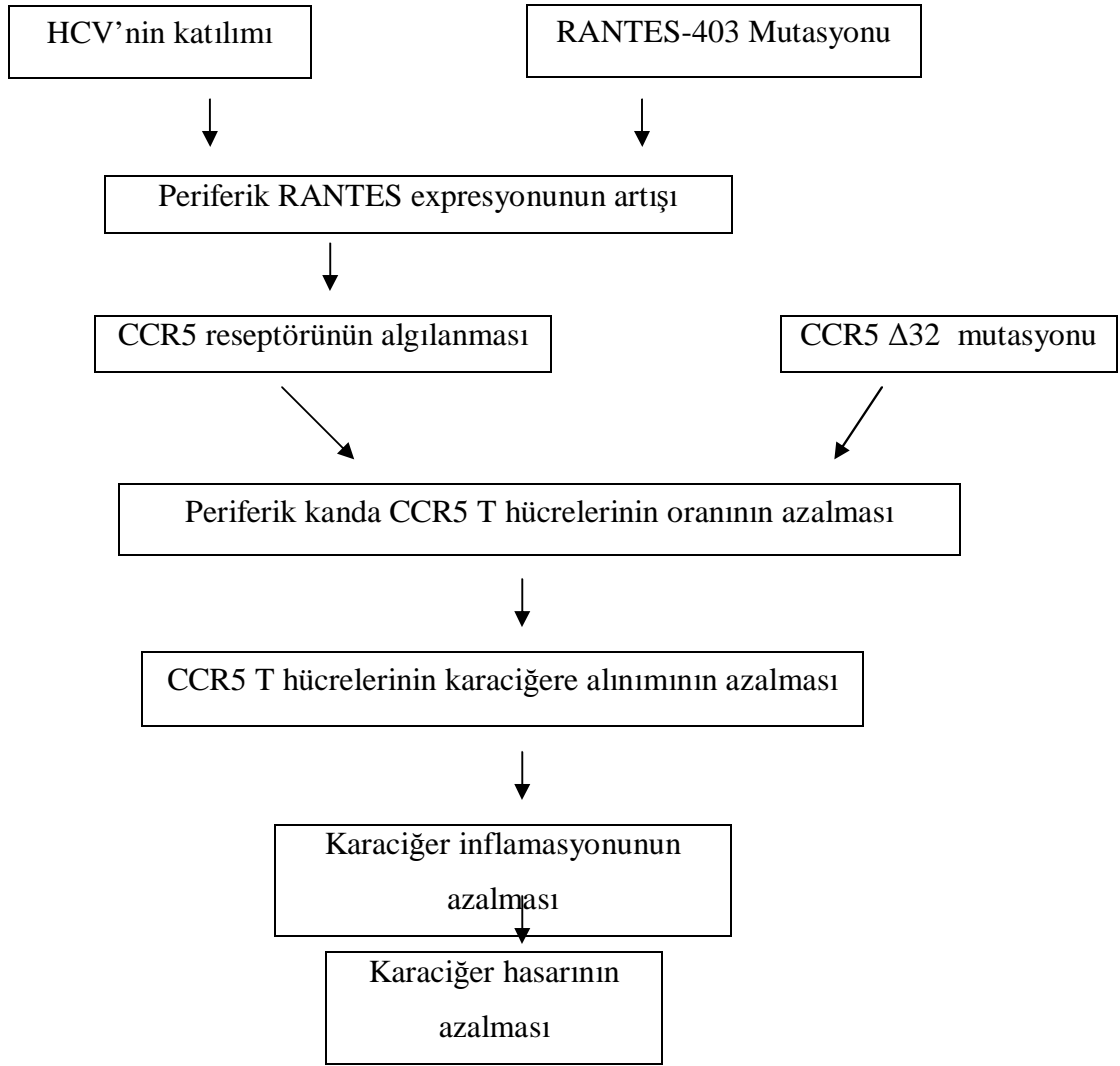 HCV’nin katılımı
RANTES-403 Mutasyonu
Periferik RANTES expresyonunun artışı
CCR5 reseptörünün algılanması
CCR5 Δ32 mutasyonu
Periferik kanda CCR5 T hücrelerinin oranının azalması
CCR5 T hücrelerinin karaciğere alınımının azalması
Karaciğer inflamasyonunun
azalması
Karaciğer hasarının
azalması